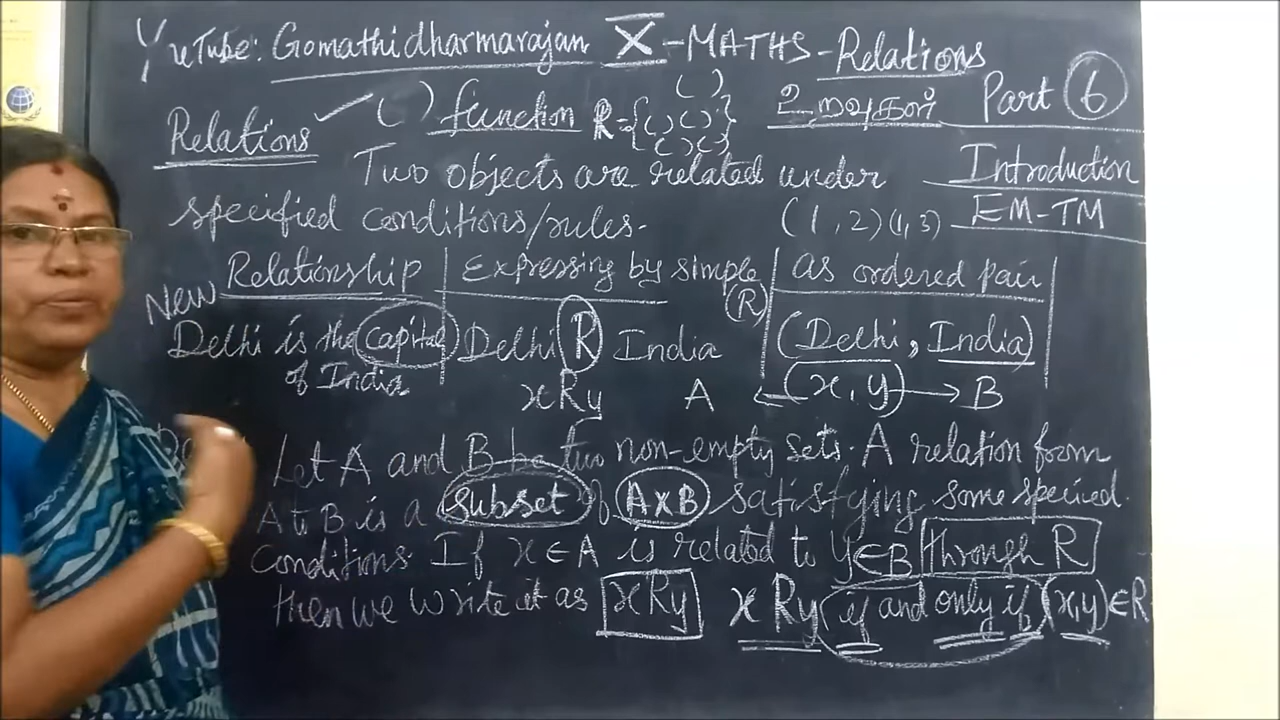 YuTube: Gomathidharmarajan X-MATHS-Relations
Relations ( ) function R={( )( )( )( )( )} உறவுகள் Part 6
Two objects are related under Introduction
specified conditions/rules. (1,2)(1,3) EM-TM
Relationship Expressing by simple (R) as ordered pair
New Delhi is the capital of India Delhi R India (Delhi, India)
xRy A ← (x,y) → B
Let A and B be two non-empty sets. A relation from
A to B is a subset of A×B satisfying some specied
Conditions. If x∈A is related to y∈B through R
then we write it as xRy xRy if and only if (x,y)∈R